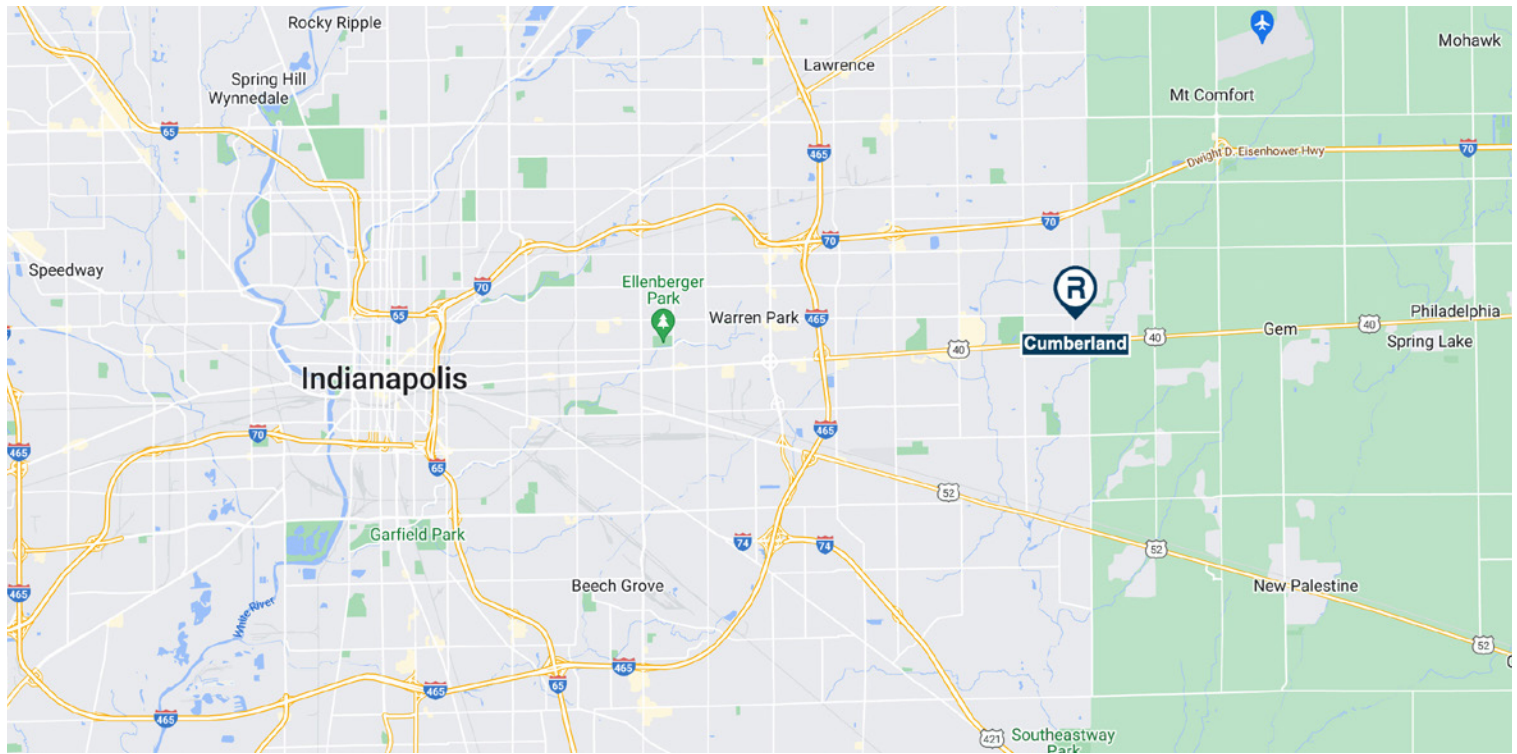 Rocky Ripple
Mohawk
Lawrence
Spring Hill
Wynnedale
Mt Comfort
65
465
Dwight D. Eisenhower Hwy
70
70
70
Speedway
70
Ellenberger
Park
R
65
Warren Park
465
Philadelphia
40
Gem
40
Cumberland
40
Spring Lake
Indianapolis
70
465
465
65
52
Garfield Park
74
74
52
Beech Grove
New Palestine
465
White River
52
465
465
65
465
421
Southeastway
Park